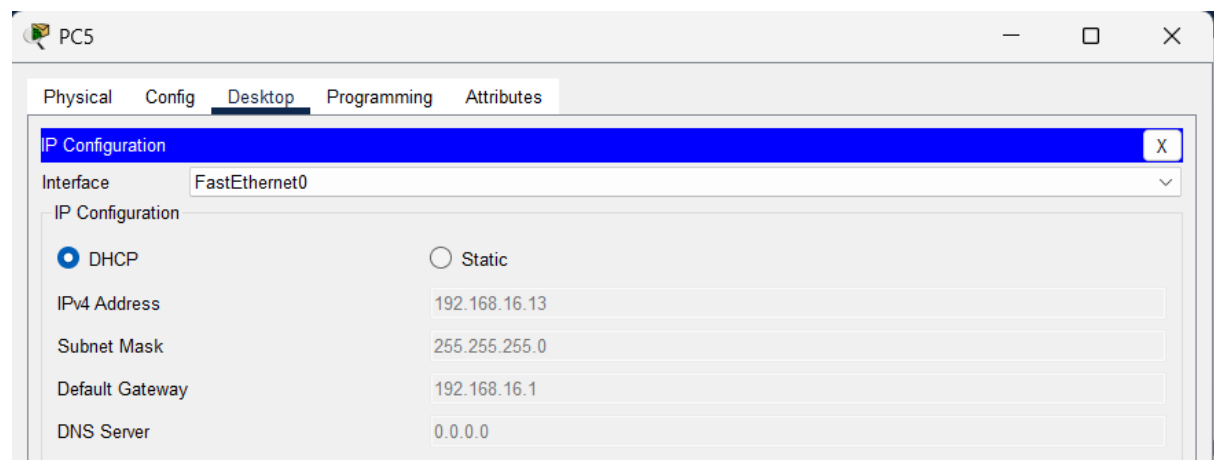 PC5
Physical Config Desktop Programming Attributes
IP Configuration X
Interface FastEthernet0
IP Configuration
DHCP Static
IPv4 Address 192.168.16.13
Subnet Mask 255.255.255.0
Default Gateway 192.168.16.1
DNS Server 0.0.0.0